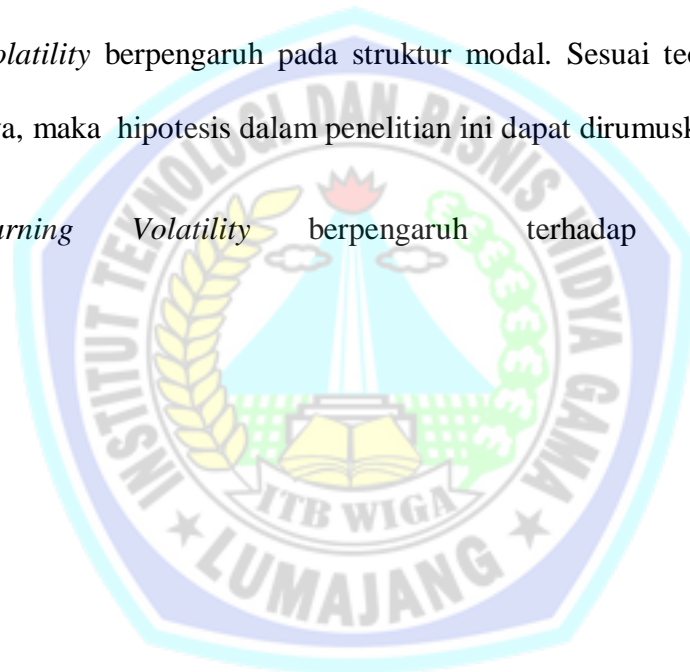 olatility berpengaruh pada struktur modal. Sesuai teo
a, maka hipotesis dalam penelitian ini dapat dirumusk
rning Volatility berpengaruh terhadap
INSTITUT TEKNOLOGI DAN BISNIS WIDYA GAMA
ITB WIGA
LUMAJANG